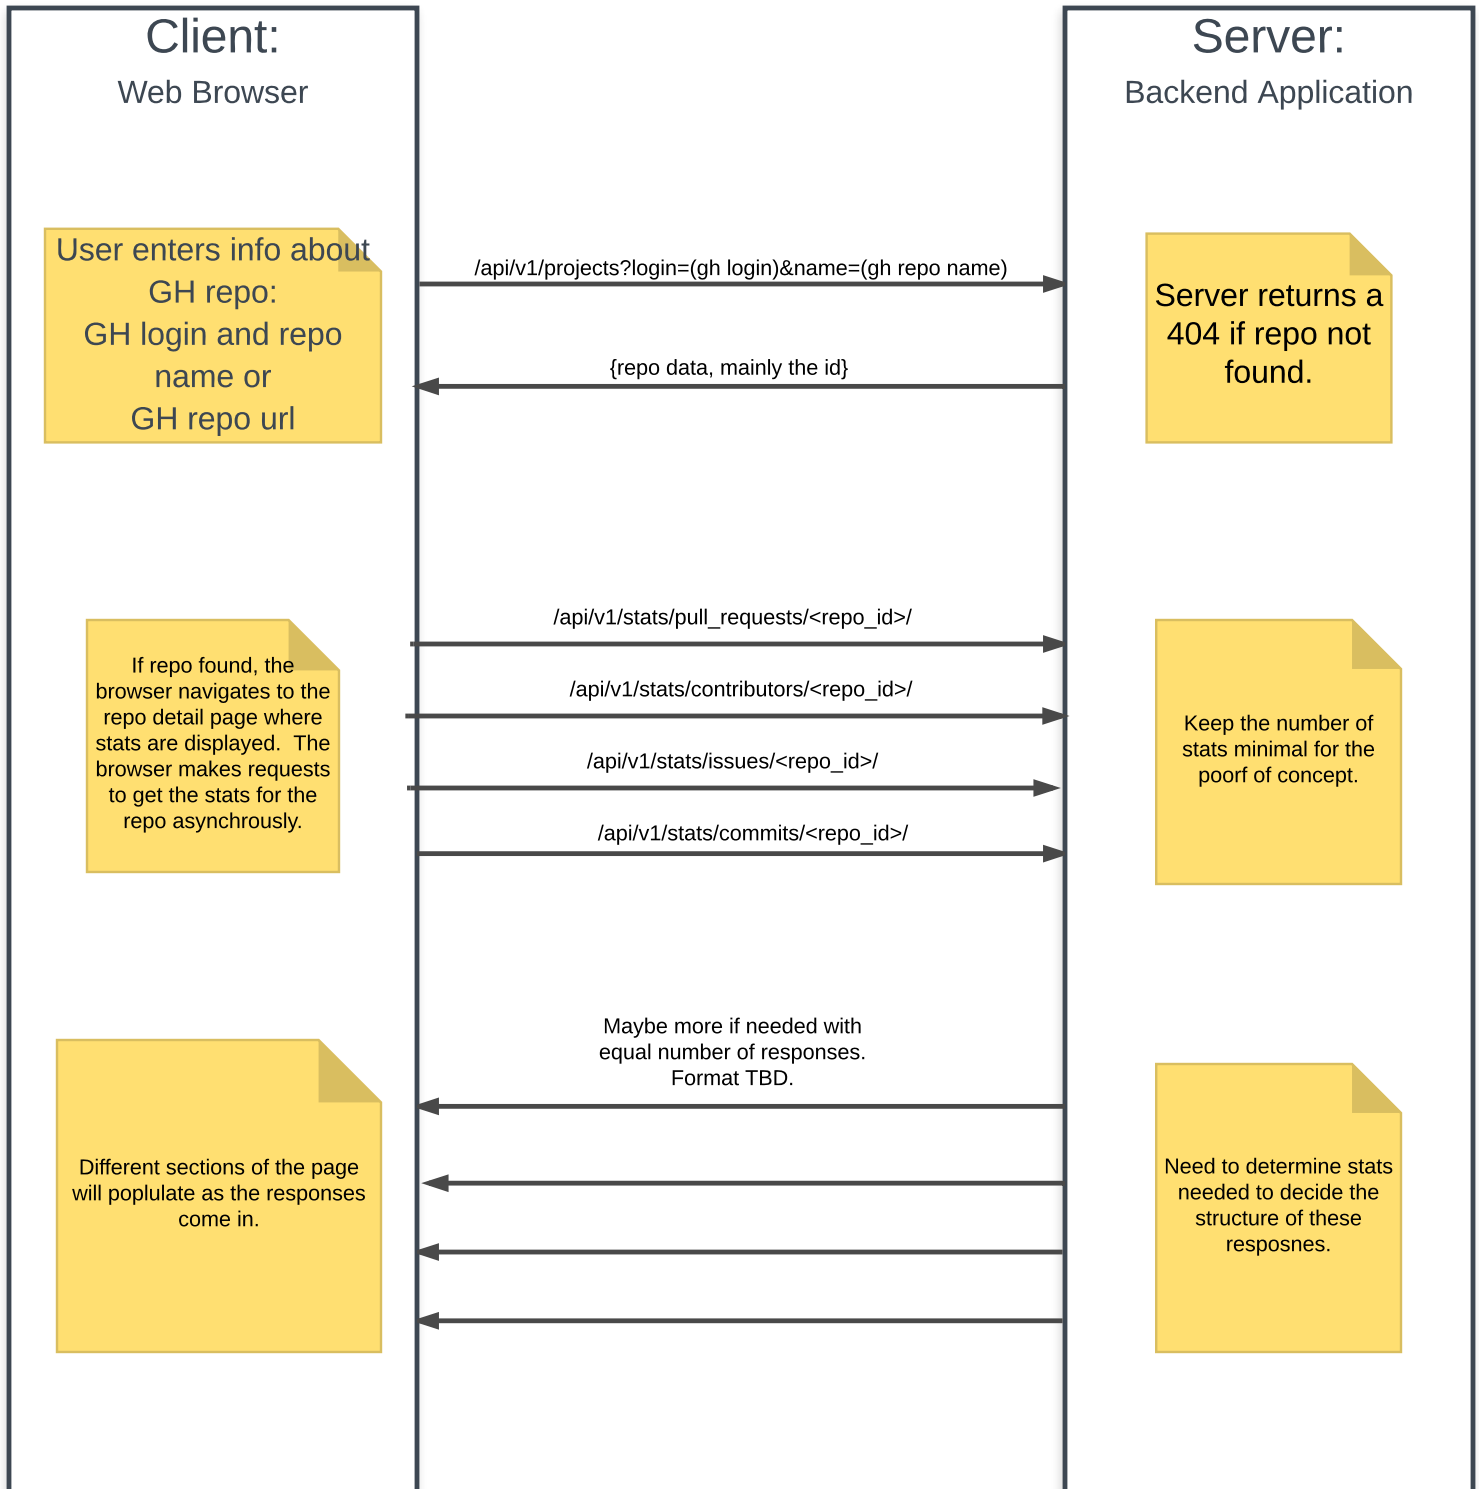 Client:
Web Browser
Server:
Backend Application
User enters info about
GH repo:
GH login and repo
name or
GH repo url
/api/v1/projects?login=(gh login)&name=(gh repo name)
{repo data, mainly the id}
Server returns a
404 if repo not
found.
If repo found, the
browser navigates to the
repo detail page where
stats are displayed.  The
browser makes requests
to get the stats for the
repo asynchrously.
/api/v1/stats/pull_requests/<repo_id>/
/api/v1/stats/contributors/<repo_id>/
/api/v1/stats/issues/<repo_id>/
/api/v1/stats/commits/<repo_id>/
Keep the number of
stats minimal for the
poorf of concept.
Different sections of the page
will poplulate as the responses
come in.
Maybe more if needed with
equal number of responses.
Format TBD.
Need to determine stats
needed to decide the
structure of these
resposnes.